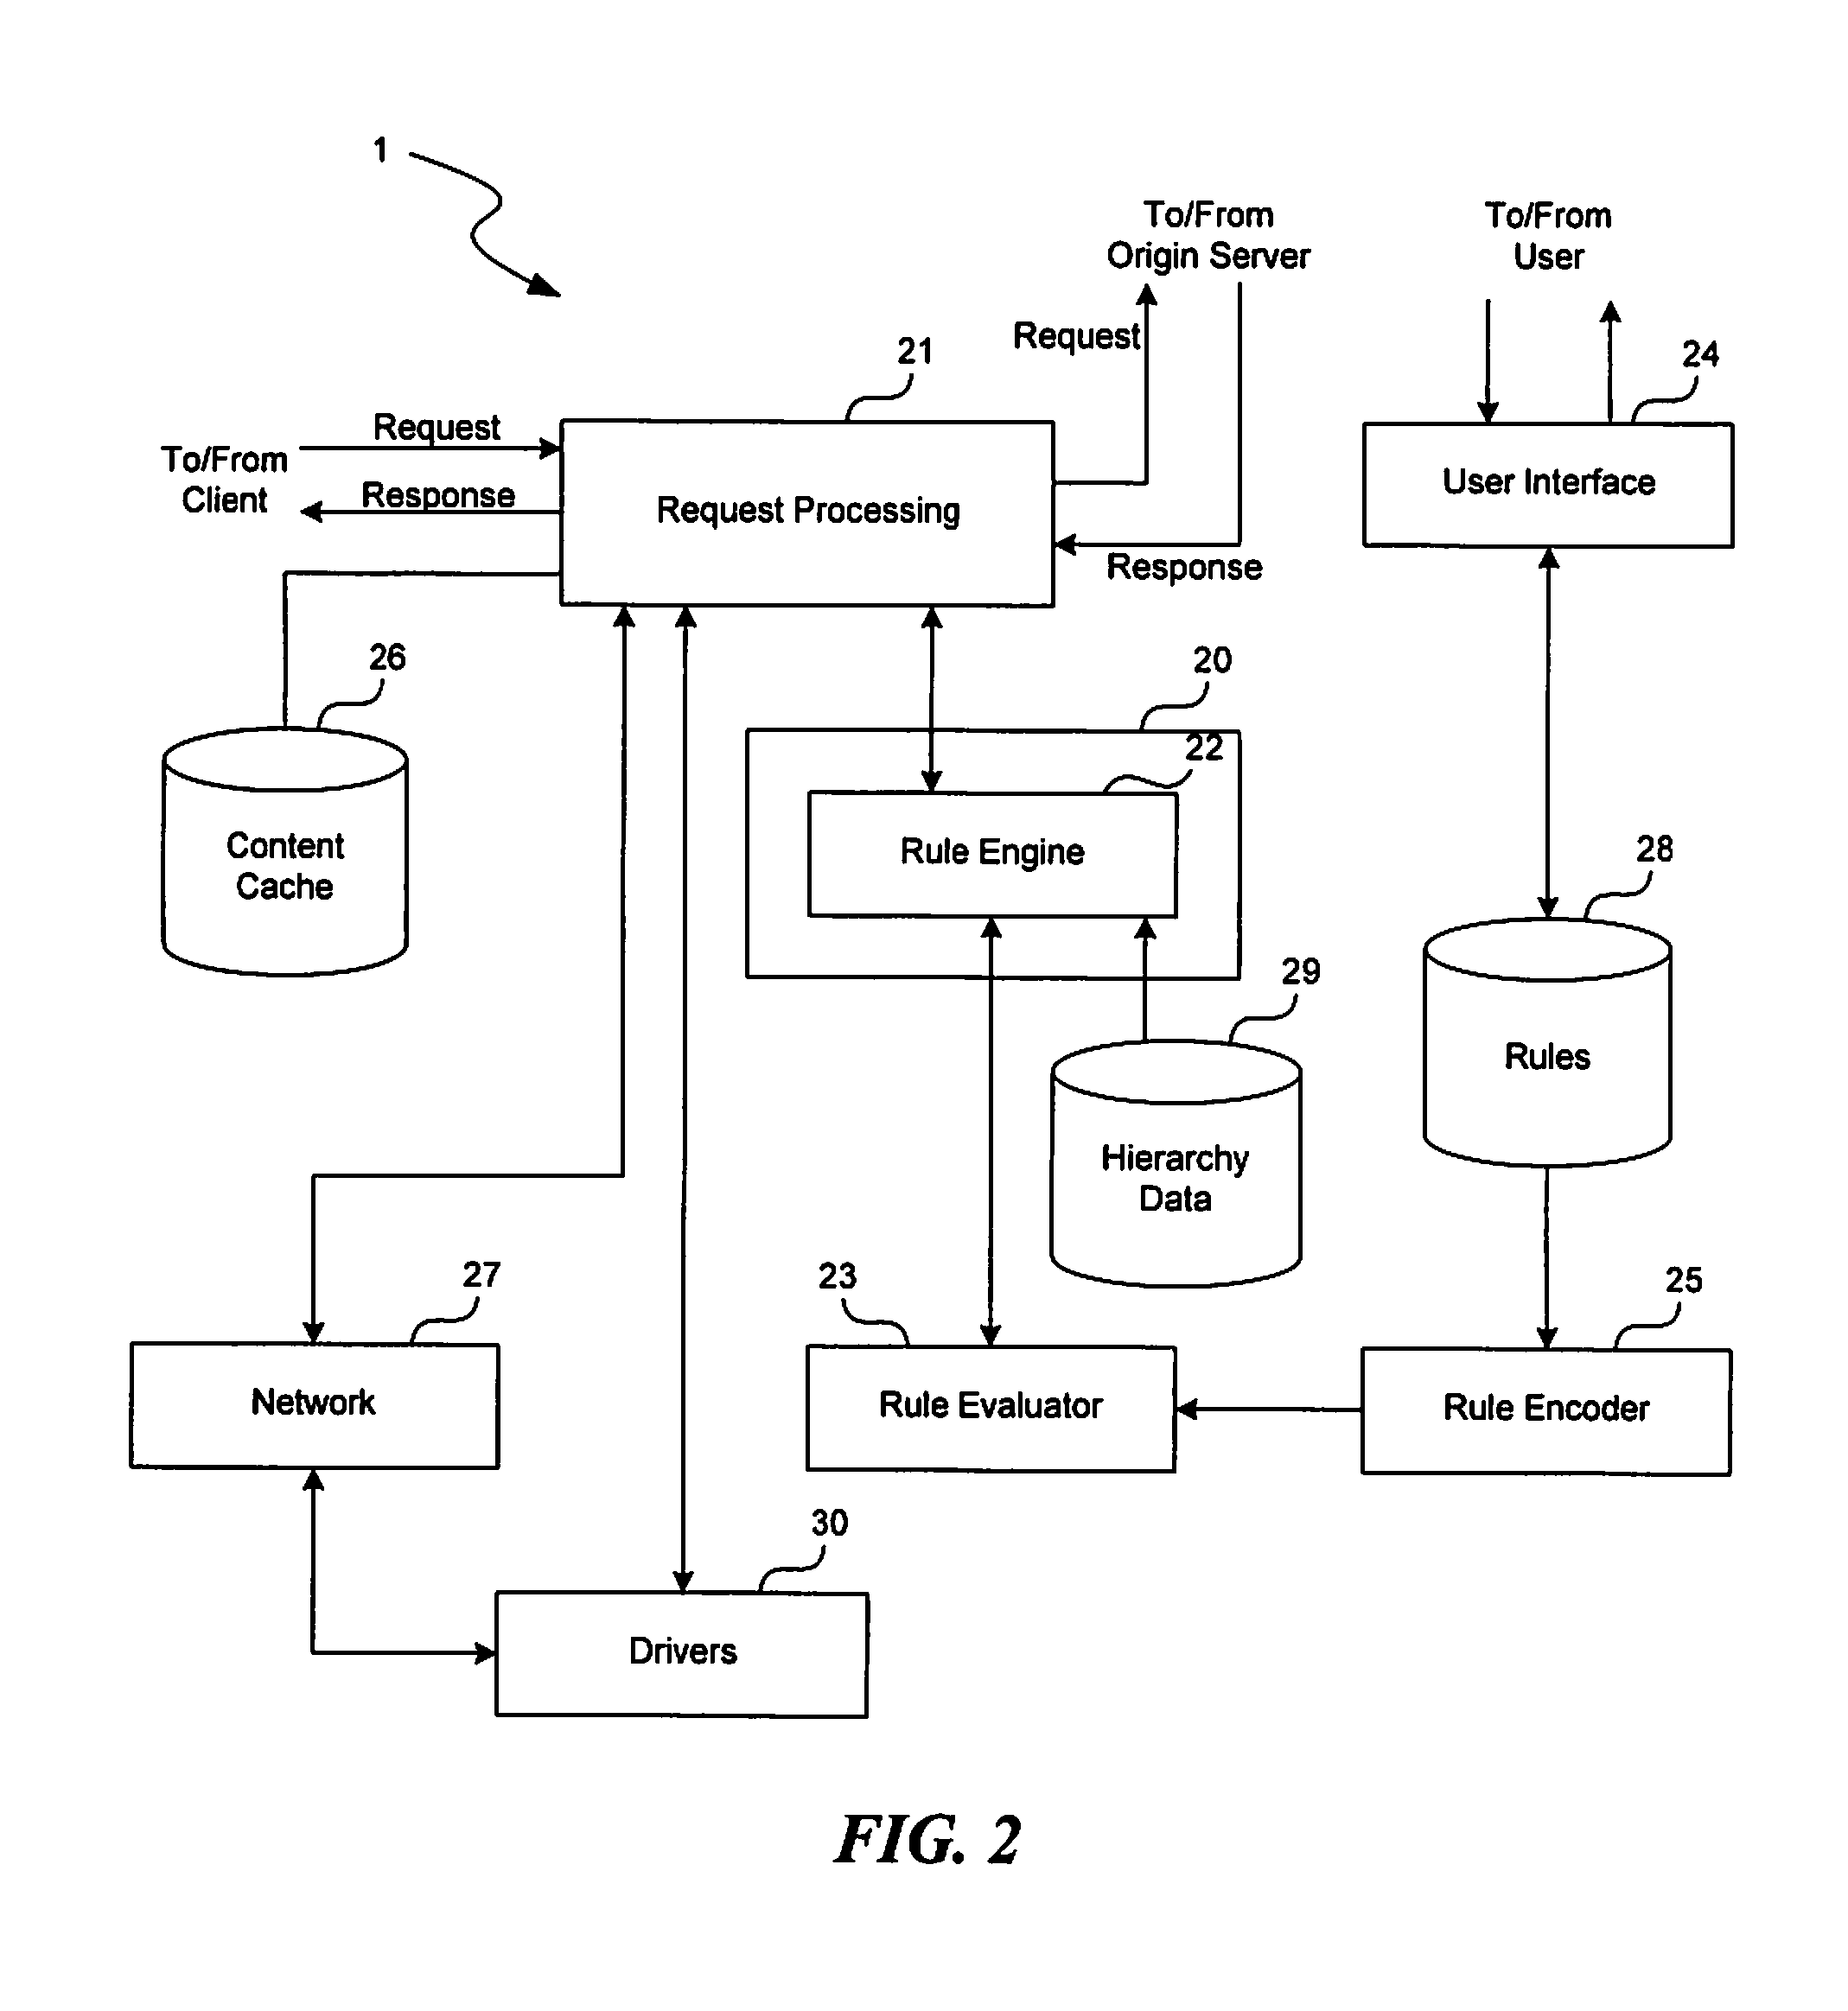 1
To/From
Origin Server
To/From
User
Request
21
24
Request
To/From
Client
Response
Request Processing
User Interface
Response
26
20
22
Content
Cache
Rule Engine
28
29
Rules
Hierarchy
Data
27
23
25
Network
Rule Evaluator
Rule Encoder
30
Drivers
FIG. 2